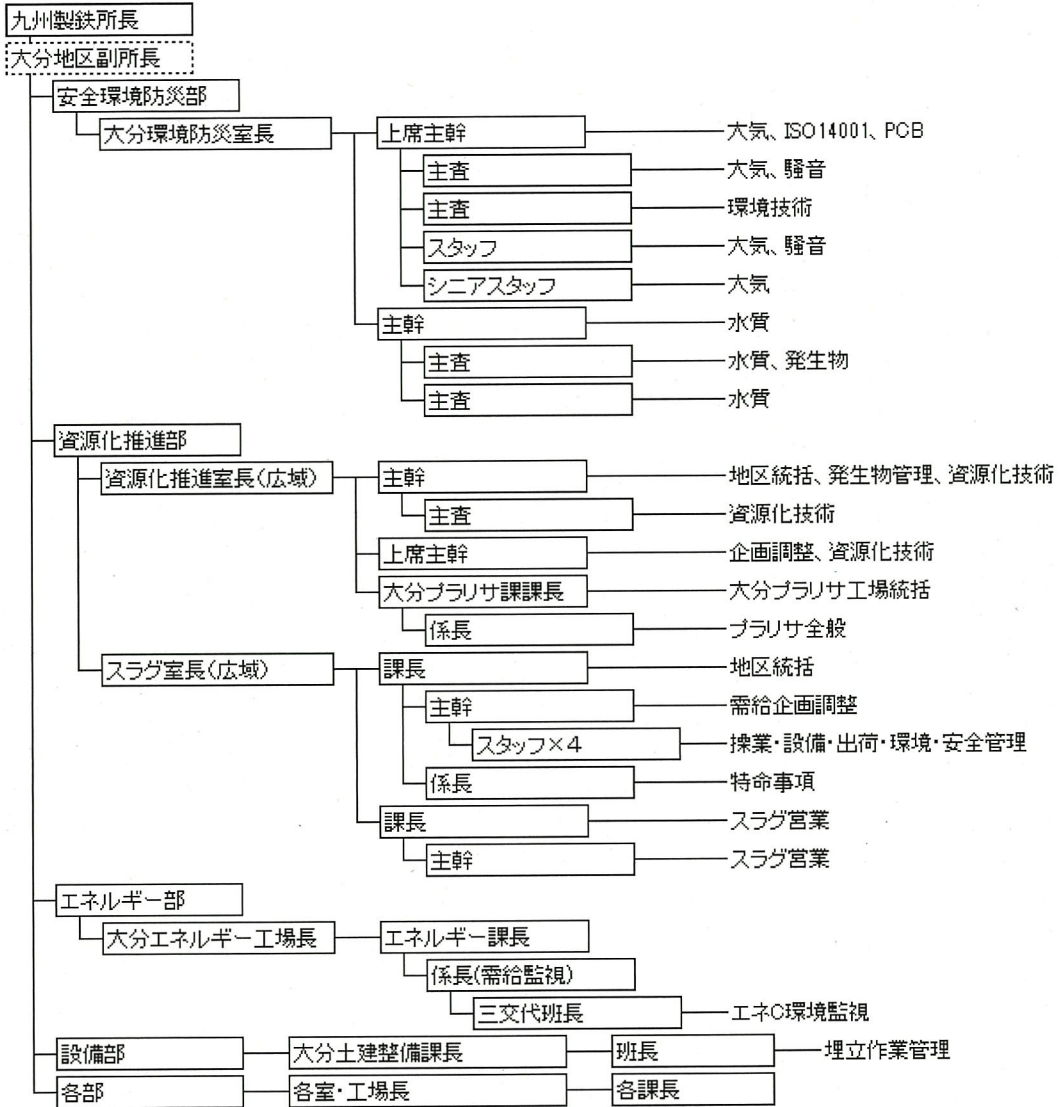 九州製鉄所長
大分地区副所長
安全環境防災部
大分環境防災室長 上席主幹 大気、ISO14001、PCB
主査 大気、騒音
主査 環境技術
スタッフ 大気、騒音
シニアスタッフ 大気
主幹 水質
主査 水質、発生物
主査 水質
資源化推進部
資源化推進室長(広域) 主幹 地区統括、発生物管理、資源化技術
主査 資源化技術
上席主幹 企画調整、資源化技術
大分プラリサ課課長 大分プラリサ工場統括
係長 プラリサ全般
スラグ室長(広域) 課長 地区統括
主幹 需給企画調整
スタッフ×4 操業・設備・出荷・環境・安全管理
係長 特命事項
課長 スラグ営業
主幹 スラグ営業
エネルギー部
大分エネルギー工場長 エネルギー課長
係長(需給監視)
三交代班長 エネC環境監視
設備部 大分土建整備課長 班長 埋立作業管理
各部 各室・工場長 各課長